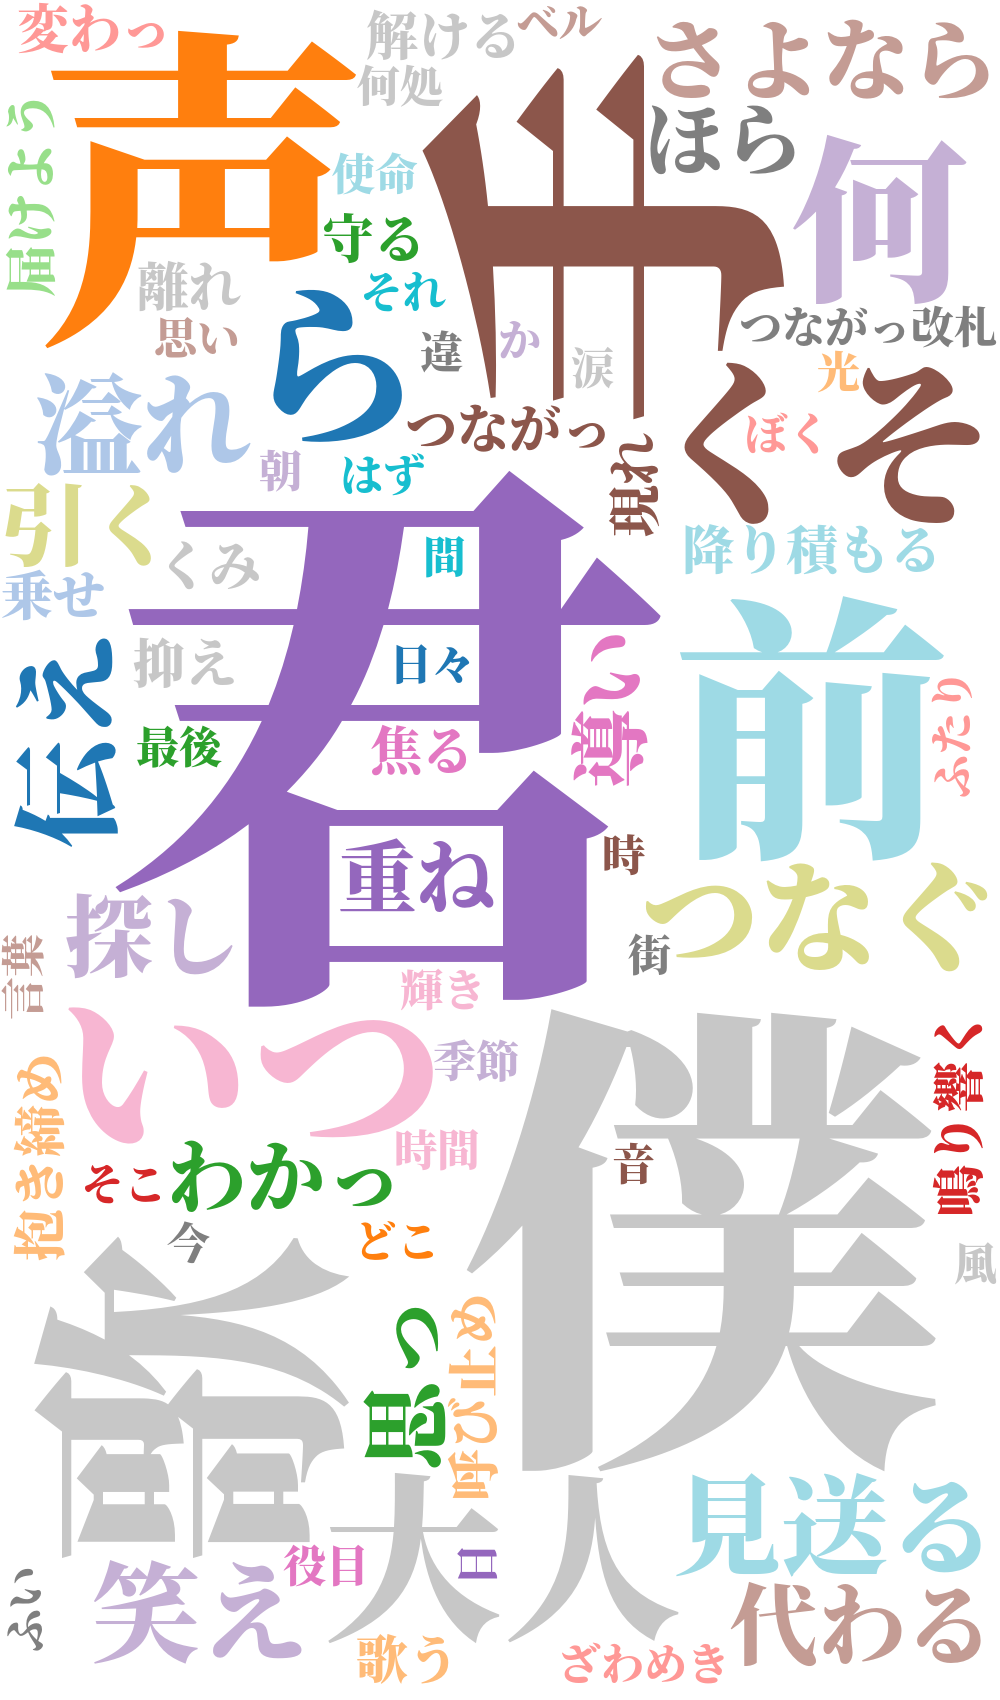 変わっ
解ける
ベル
さよなら
何処
声
手
ほら
届けよう
使命
何
守る
離れ
それ
ら
思い
違
か
涙
つながっ
改札
光
溢れ
く
そ
つながっ
ぼく
朝
はず
現れ
引く
君
くみ
間
降り積もる
乗せ
前
伝え
抑え
日々
導い
ふたり
最後
焦る
重ね
時
つなぐ
探し
街
言葉
輝き
いつ
僕
季節
鳴り響く
抱き締め
時間
音
そこ
わかっ
今
どこ
風
歌
思っ
呼び止め
大人
見送る
笑え
役目
日
ふい
代わる
歌う
ざわめき